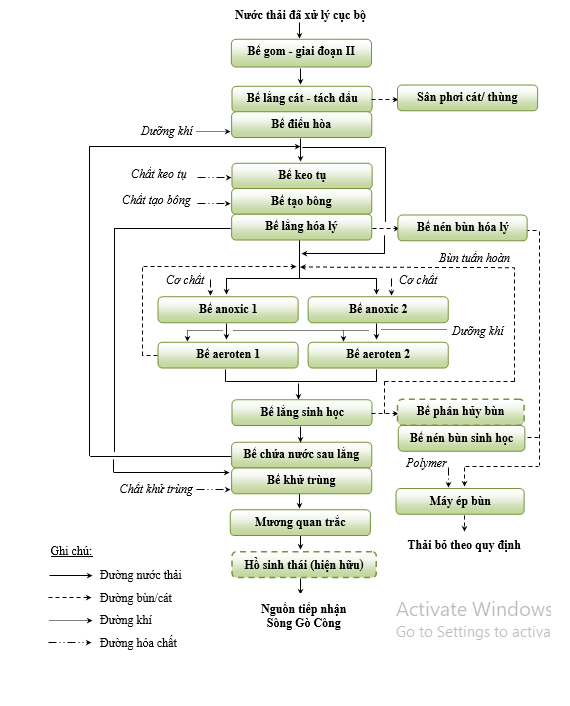 Nước thải đã xử lý cục bộ
Bể gom - giai đoạn II
Bể lắng cát - tách dầu
Sân phơi cát/ thùng
Bể điều hòa
Dưỡng khí
Chất keo tụ
Bể keo tụ
Chất tạo bông
Bể tạo bông
Bể lắng hóa lý
Bể nén bùn hóa lý
Bùn tuần hoàn
Cơ chất
Cơ chất
Bể anoxic 1
Bể anoxic 2
Dưỡng khí
Bể aeroten 1
Bể aeroten 2
Bể lắng sinh học
Bể phân hủy bùn
Bể nén bùn sinh học
Bể chứa nước sau lắng
Polymer
Bể khử trùng
Chất khử trùng
Máy ép bùn
Mương quan trắc
Thải bỏ theo quy định
Ghi chú:
Hồ sinh thái (hiện hữu)
Đường nước thải
Đường bùn/cát
Đường khí
Đường hóa chất
Nguồn tiếp nhận
Sông Gò Công
Activate Windows
Go to Settings to activa